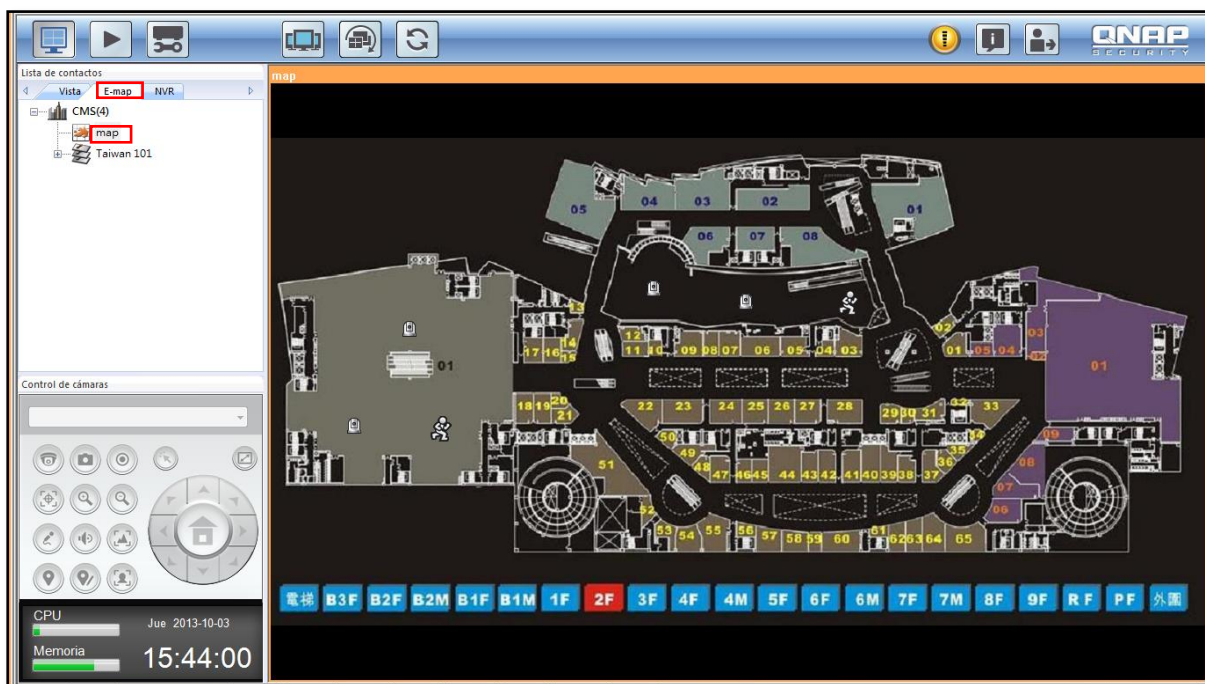 QNAP
SECURITY
Lista de contactos
Vista E-map NVR
CMS(4)
map
Taiwan 101
Control de cámaras
CPU
Jue 2013-10-03
Memoria
15:44:00
map
05 04 03 02 01
06 07 08
13
14
12
02 03
17 16 15 11 10 09 08 07 06 05 04 03 01 05 04 02
01 01
18 19 20
21
22 23 24 25 26 27 28 29 30 31 32 33
50 34 09
49 35
51 48 36 08
47 46 45 44 43 42 41 40 39 38 37
07
52 06
53 54 55 56 57 58 59 60 61 62 63 64 65
電梯 B3F B2F B2M B1F B1M 1F 2F 3F 4F 4M 5F 6F 6M 7F 7M 8F 9F RF PF 外圍